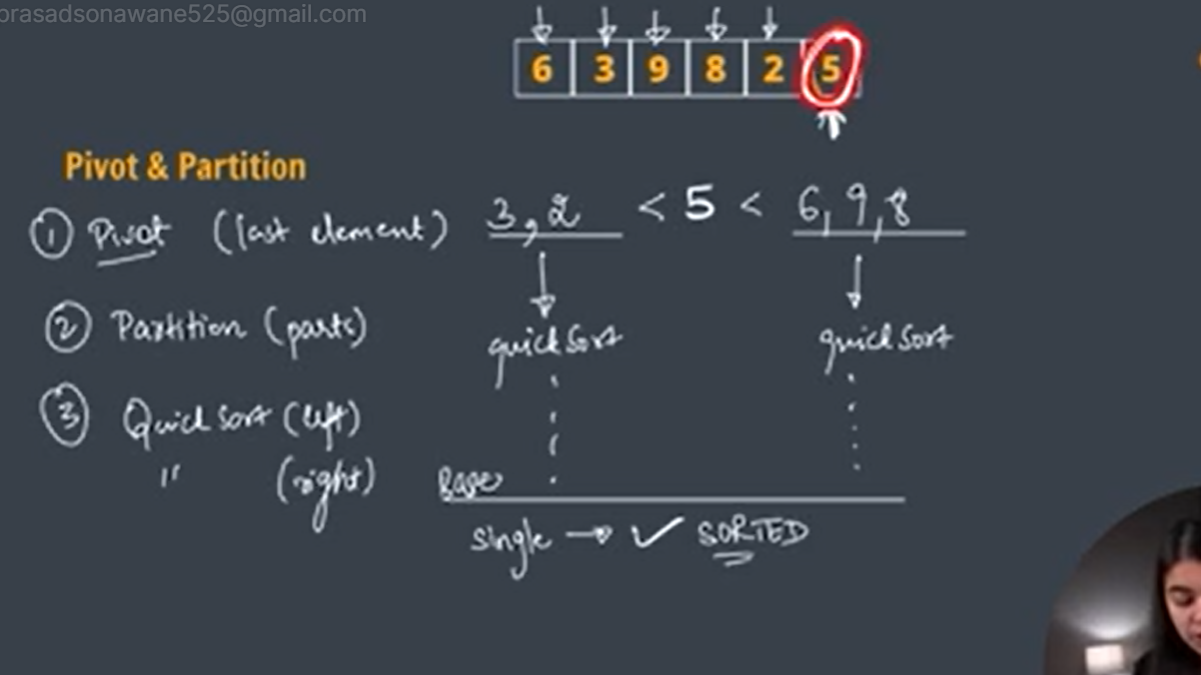 prasadsonawane525@gmail.com
6 3 9 8 2 5
Pivot & Partition
① Pivot (last element)
3, 2 < 5 < 6, 9, 8
② Partition (parts)
quick sort quick sort
③ Quick sort (left)
" (right)
Base
single → ✓ SORTED